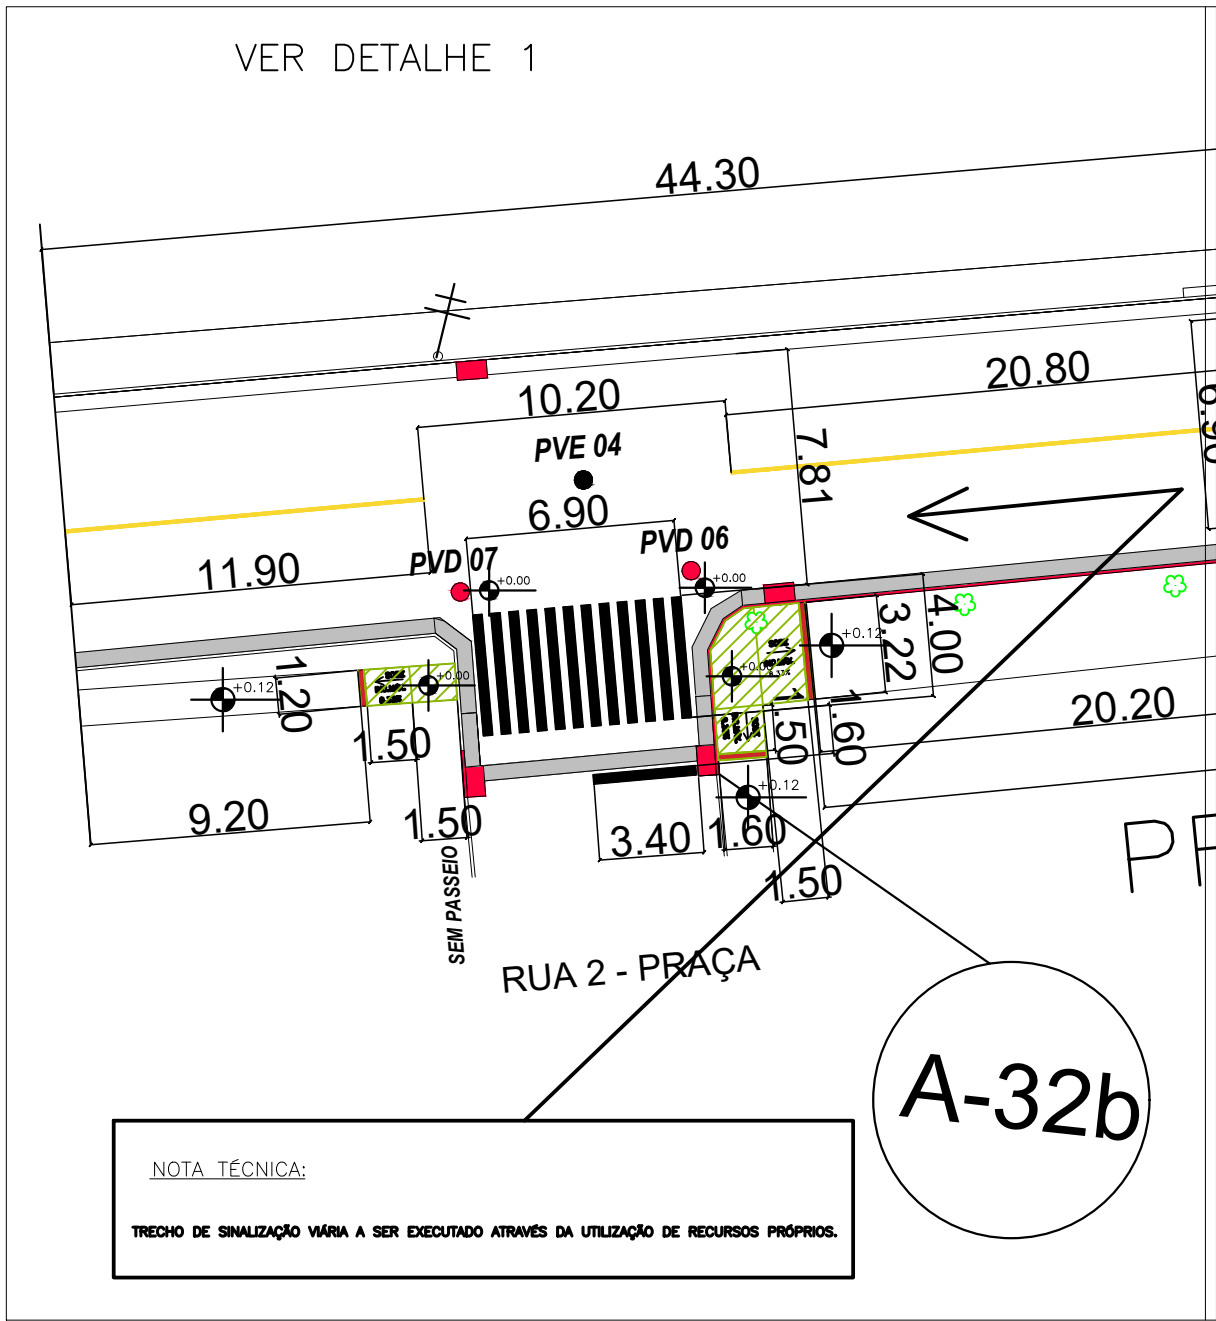 VER DETALHE 1
44.30
20.80
10.20
6.90
PVE 04
7.81
6.90
PVD 06
PVD 07
11.90
+0.00
+0.00
+0.12
3.22
4.00
+0.00
+0.12
1.20
1.50
1.50
1.60
20.20
9.20
1.50
3.40
1.60
+0.12
1.50
SEM PASSEIO
RUA 2 - PRAÇA
A-32b
NOTA TÉCNICA:
TRECHO DE SINALIZAÇÃO VIÁRIA A SER EXECUTADO ATRAVÉS DA UTILIZAÇÃO DE RECURSOS PRÓPRIOS.